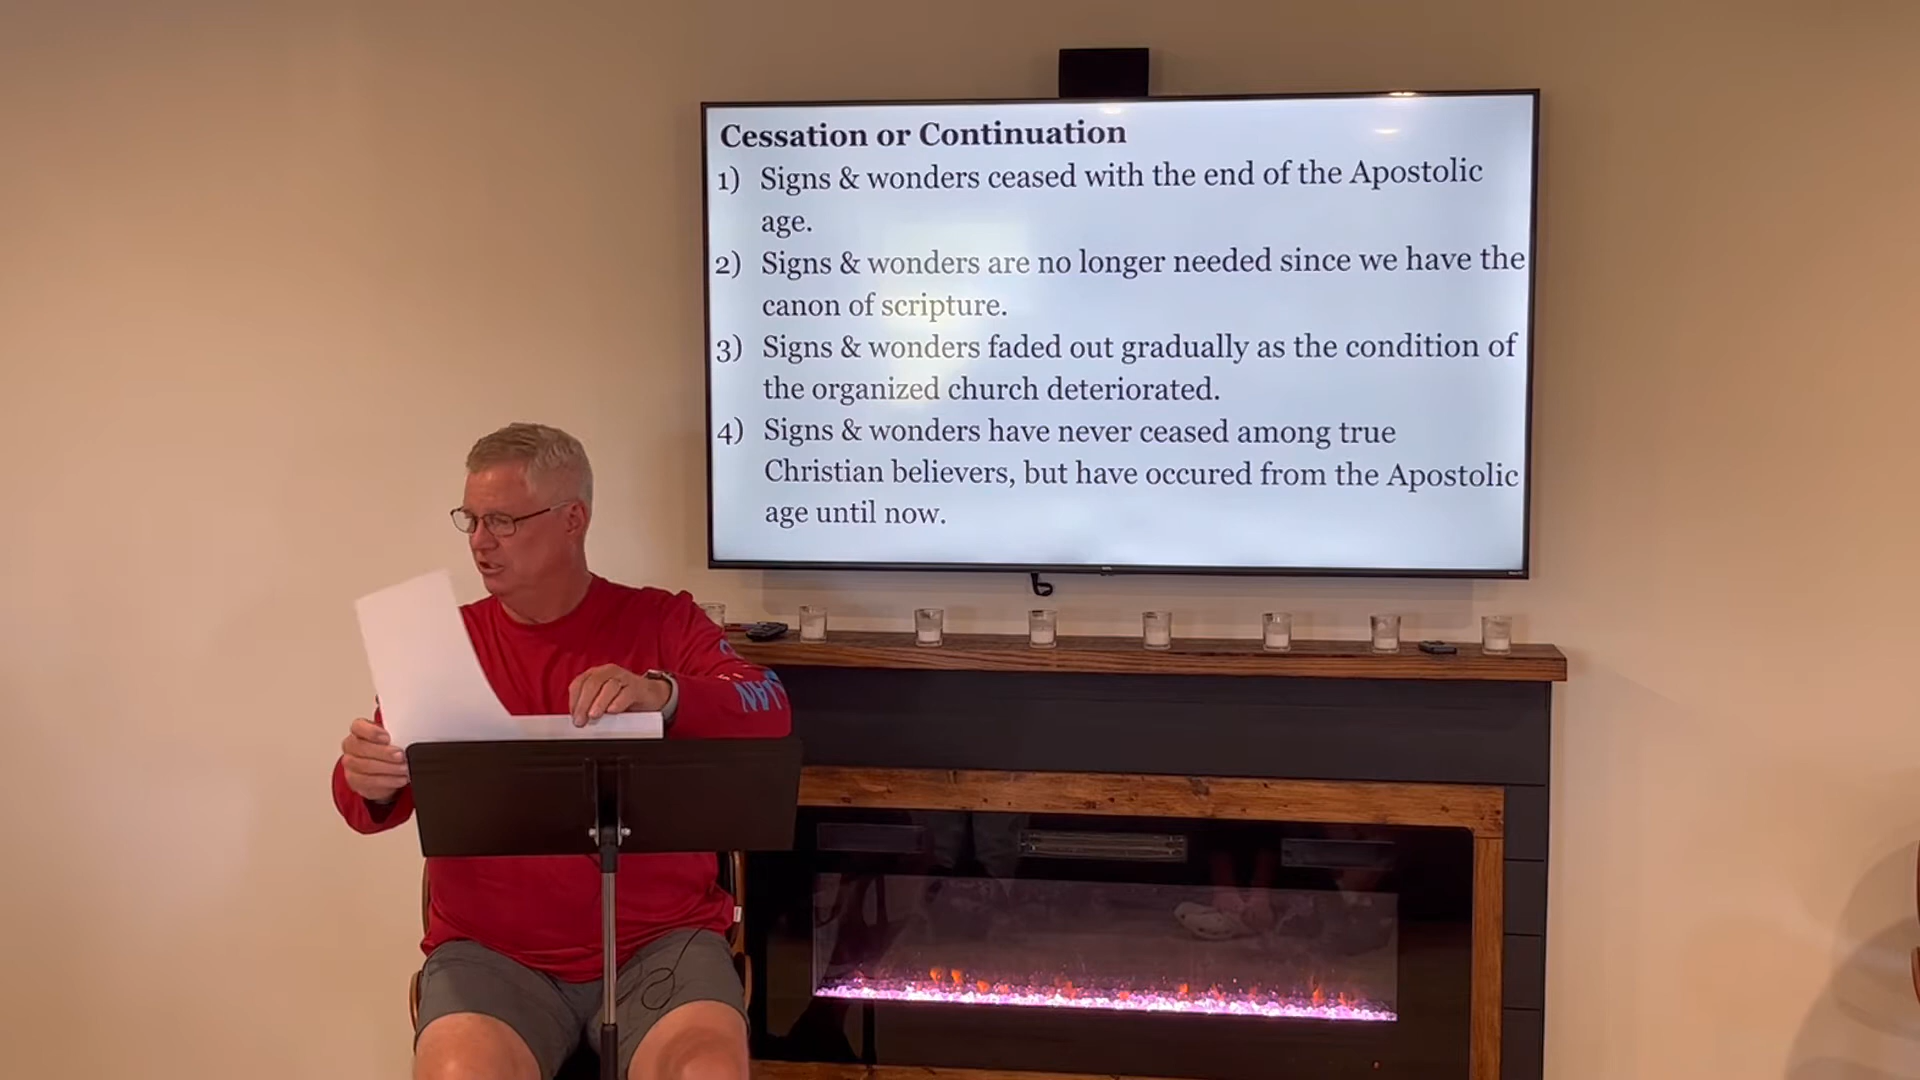 Cessation or Continuation
1) Signs & wonders ceased with the end of the Apostolic
age.
2) Signs & wonders are no longer needed since we have the
canon of scripture.
3) Signs & wonders faded out gradually as the condition of
the organized church deteriorated.
4) Signs & wonders have never ceased among true
Christian believers, but have occured from the Apostolic
age until now.